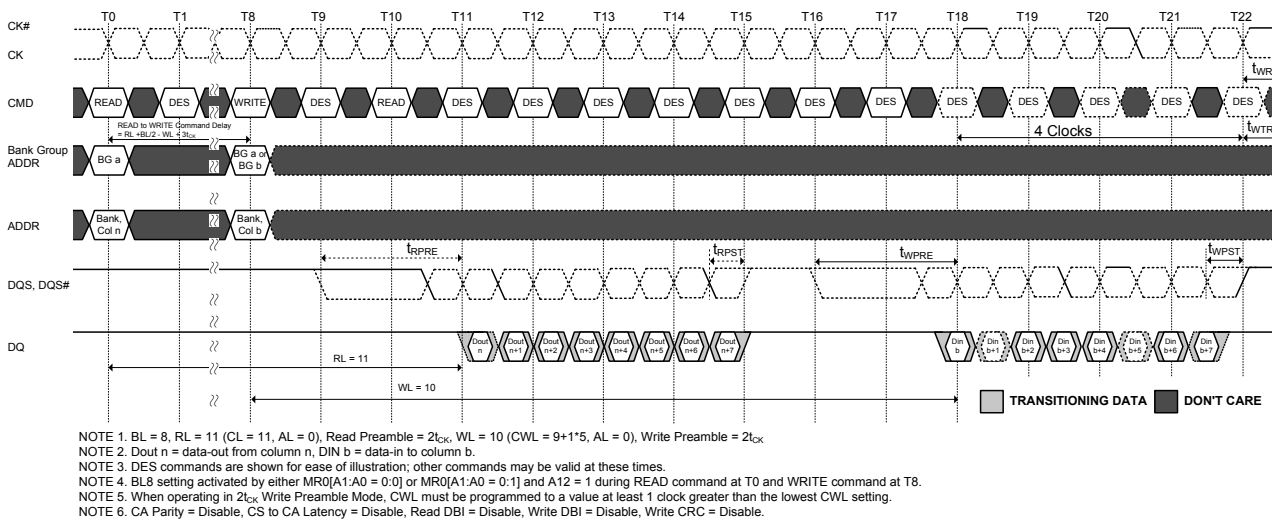 T0 T1 T8 T9 T10 T11 T12 T13 T14 T15 T16 T17 T18 T19 T20 T21 T22
CK#
CK
tWR
CMD READ DES WRITE DES READ DES DES DES DES DES DES DES DES DES DES DES DES
READ to WRITE Command Delay
= RL +BL/2 - WL + 3tCK
4 Clocks
tWTR
Bank Group
ADDR
BG a
BG a or
BG b
ADDR
Bank,
Col n
Bank,
Col b
tRPRE tRPST tWPRE tWPST
DQS, DQS#
DQ
Dout
n
Dout
n+1
Dout
n+2
Dout
n+3
Dout
n+4
Dout
n+5
Dout
n+6
Dout
n+7
Din
b
Din
b+1
Din
b+2
Din
b+3
Din
b+4
Din
b+5
Din
b+6
Din
b+7
RL = 11
WL = 10
TRANSITIONING DATA DON'T CARE
NOTE 1. BL = 8, RL = 11 (CL = 11, AL = 0), Read Preamble = 2tCK, WL = 10 (CWL = 9+1*5, AL = 0), Write Preamble = 2tCK
NOTE 2. Dout n = data-out from column n, DIN b = data-in to column b.
NOTE 3. DES commands are shown for ease of illustration; other commands may be valid at these times.
NOTE 4. BL8 setting activated by either MR0[A1:A0 = 0:0] or MR0[A1:A0 = 0:1] and A12 = 1 during READ command at T0 and WRITE command at T8.
NOTE 5. When operating in 2tCK Write Preamble Mode, CWL must be programmed to a value at least 1 clock greater than the lowest CWL setting.
NOTE 6. CA Parity = Disable, CS to CA Latency = Disable, Read DBI = Disable, Write DBI = Disable, Write CRC = Disable.